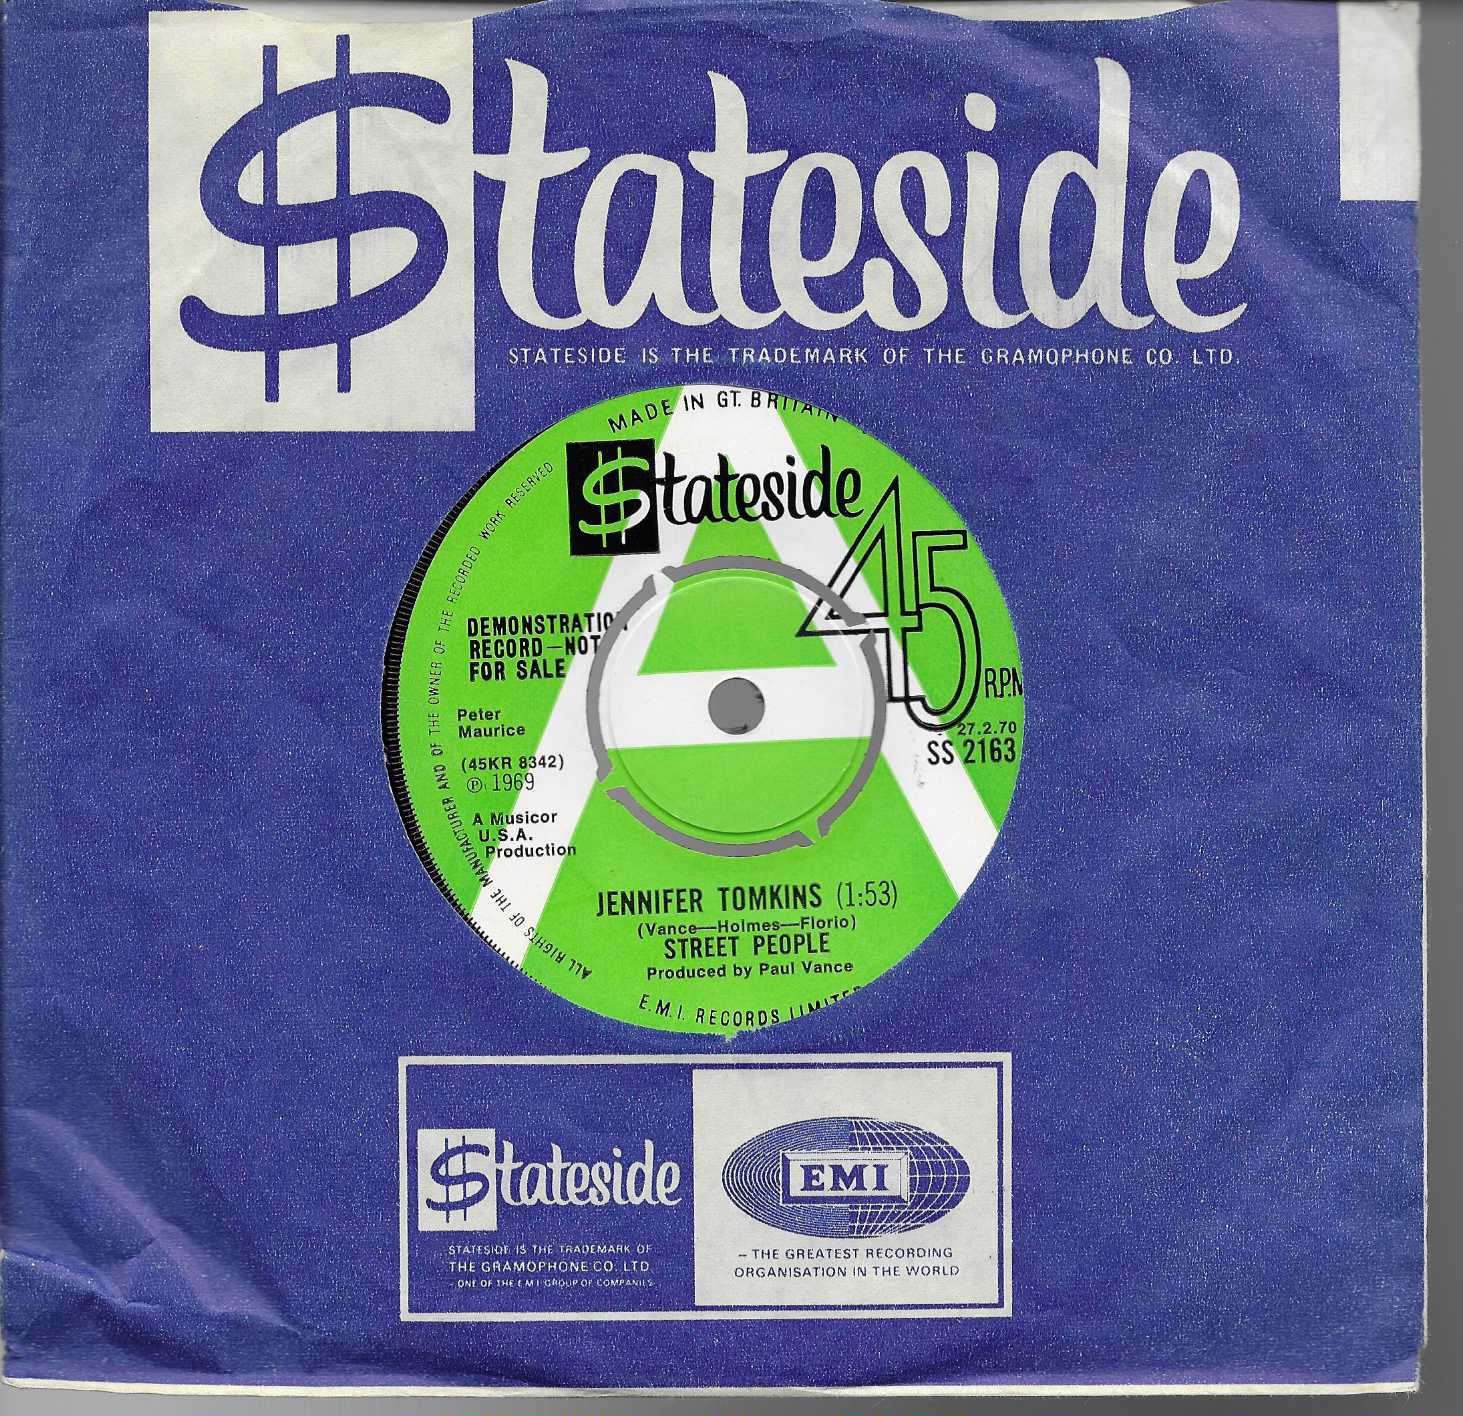 $tateside
STATESIDE IS THE TRADEMARK OF THE GRAMOPHONE CO. LTD.
MADE IN GT. BRITAIN
$tateside
45
R.P.M
ALL RIGHTS OF THE MANUFACTURER AND OF THE OWNER OF THE RECORDED WORK RESERVED
DEMONSTRATION
RECORD—NOT
FOR SALE
Peter
Maurice
(45KR 8342)
℗ 1969
A Musicor
U.S.A.
Production
27.2.70
SS 2163
JENNIFER TOMKINS (1:53)
(Vance—Holmes—Florio)
STREET PEOPLE
Produced by Paul Vance
E.M.I. RECORDS LIMITED
$tateside
STATESIDE IS THE TRADEMARK OF
THE GRAMOPHONE CO. LTD
- ONE OF THE E M I GROUP OF COMPANIES
EMI
– THE GREATEST RECORDING
ORGANISATION IN THE WORLD